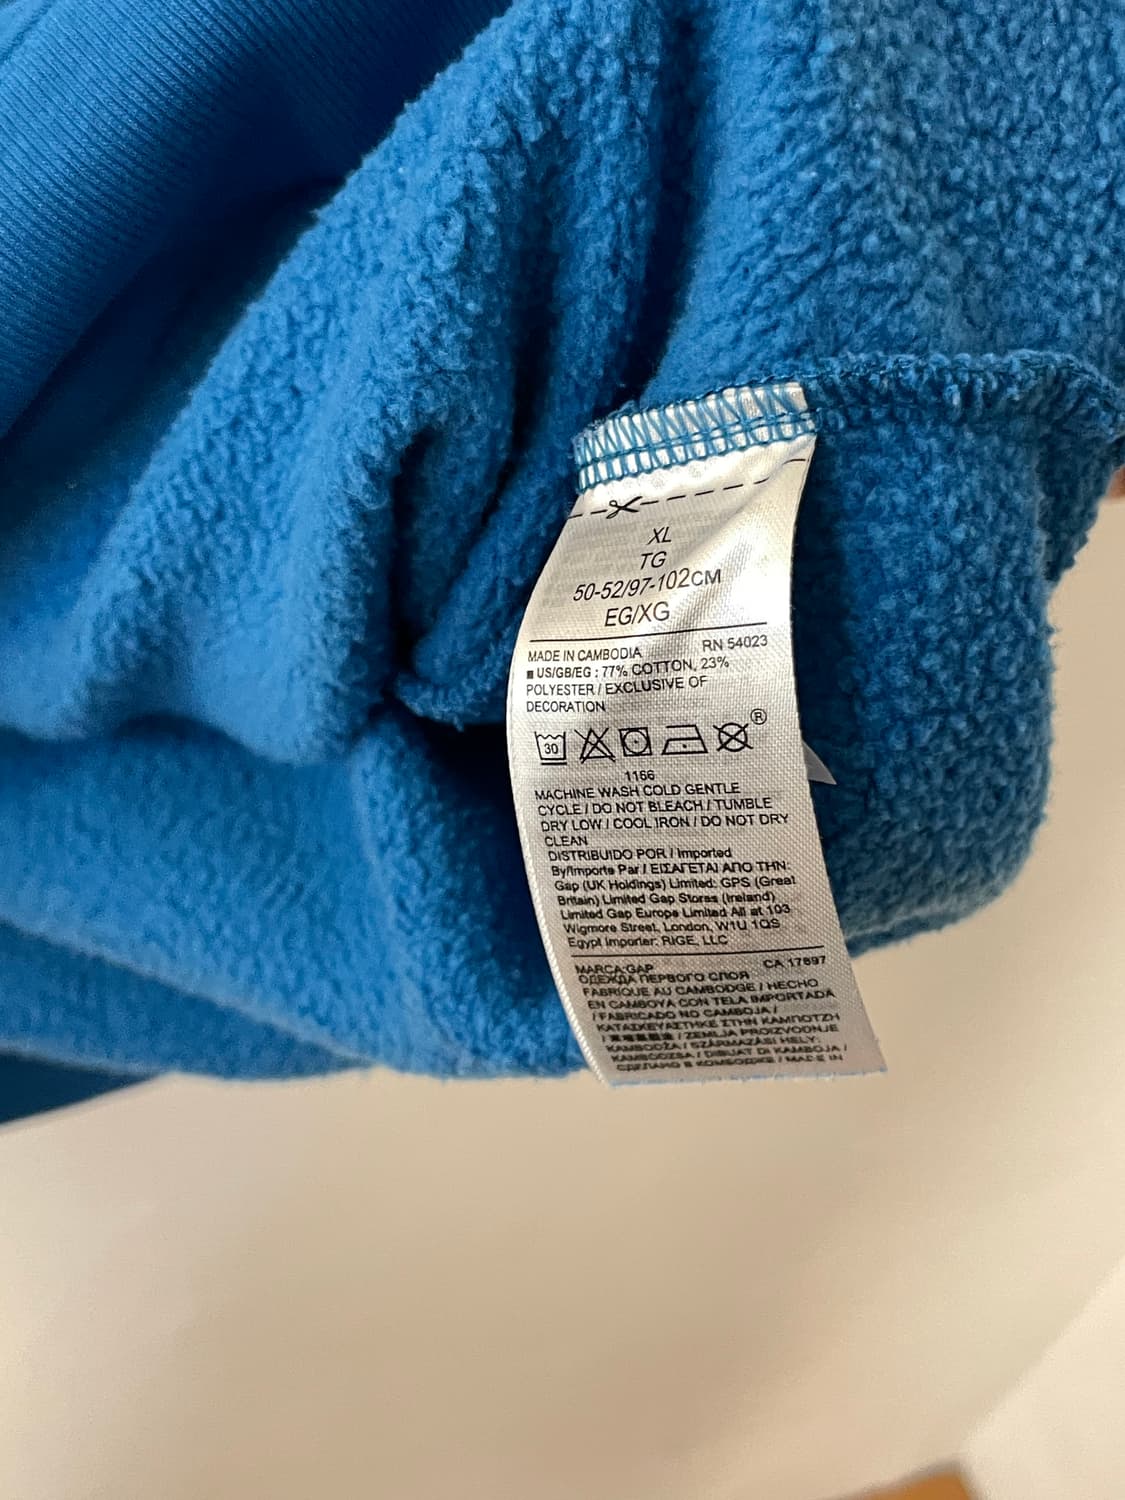 XL
TG
50-52/97-102CM
EG/XG
MADE IN CAMBODIA RN 54023
■ US/GB/EG : 77% COTTON, 23%
POLYESTER / EXCLUSIVE OF
DECORATION
30 ®
1166
MACHINE WASH COLD GENTLE
CYCLE / DO NOT BLEACH / TUMBLE
DRY LOW / COOL IRON / DO NOT DRY
CLEAN
DISTRIBUIDO POR / Imported
By/Importe Par / ΕΙΣΑΓΕΤΑΙ ΑΠΟ ΤΗΝ:
Gap (UK Holdings) Limited: GPS (Great
Britain) Limited Gap Stores (Ireland)
Limited Gap Europe Limited All at 103
Wigmore Street, London, W1U 1QS
Egypt Importer: RIGE, LLC
MARCA:GAP CA 17897
ОДЕЖДА ПЕРВОГО СЛОЯ
FABRIQUE AU CAMBODGE / HECHO
EN CAMBOYA CON TELA IMPORTADA
/ FABRICADO NO CAMBOJA /
ΚΑΤΑΣΚΕΥΑΣΤΗΚΕ ΣΤΗΝ ΚΑΜΠΟΤΖΗ
/ ZEMLJA PROIZVODNJE
KAMBODŽA / SZÁRMAZÁSI HELY:
KAMBODZSA / DIBUAT DI KAMBOJA /
СДЕЛАНО В КОМБОДЖЕ / MADE IN